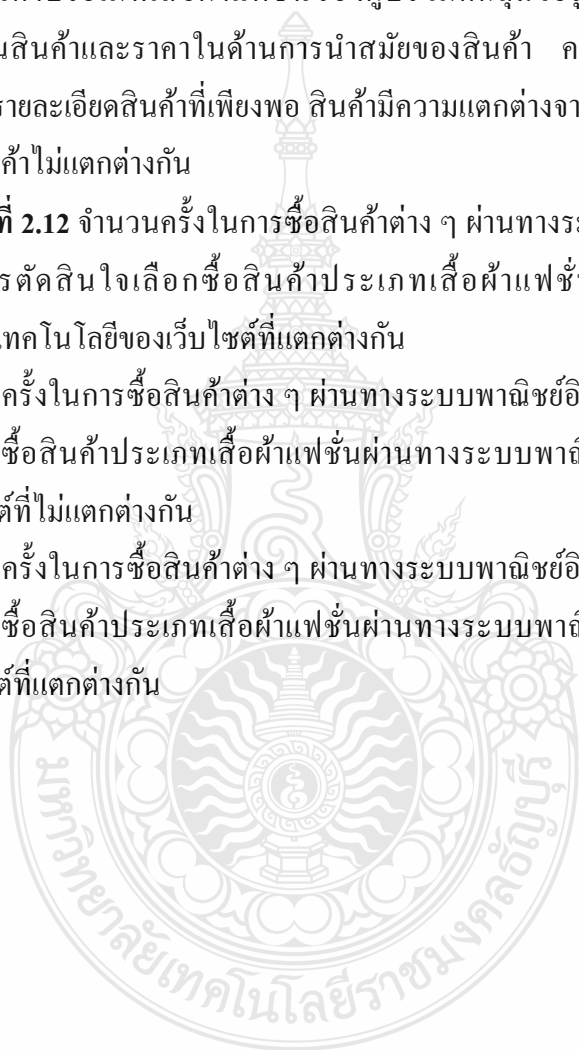 นสินค้าและราคาในด้านการนำสมัยของสินค้า ค
รายละเอียดสินค้าที่เพียงพอ สินค้ามีความแตกต่างจา
ค้าไม่แตกต่างกัน
ที่ 2.12 จำนวนครั้งในการซื้อสินค้าต่าง ๆ ผ่านทางระ
รตัดสินใจเลือกซื้อสินค้าประเภทเสื้อผ้าแฟชั่น
เทคโนโลยีของเว็บไซต์ที่แตกต่างกัน
ครั้งในการซื้อสินค้าต่าง ๆ ผ่านทางระบบพาณิชย์อิ
ซื้อสินค้าประเภทเสื้อผ้าแฟชั่นผ่านทางระบบพาณิ
ต์ที่ไม่แตกต่างกัน
ครั้งในการซื้อสินค้าต่าง ๆ ผ่านทางระบบพาณิชย์อิ
ซื้อสินค้าประเภทเสื้อผ้าแฟชั่นผ่านทางระบบพาณิ
ต์ที่แตกต่างกัน
มหาวิทยาลัยเทคโนโลยีราชมงคลธัญบุรี